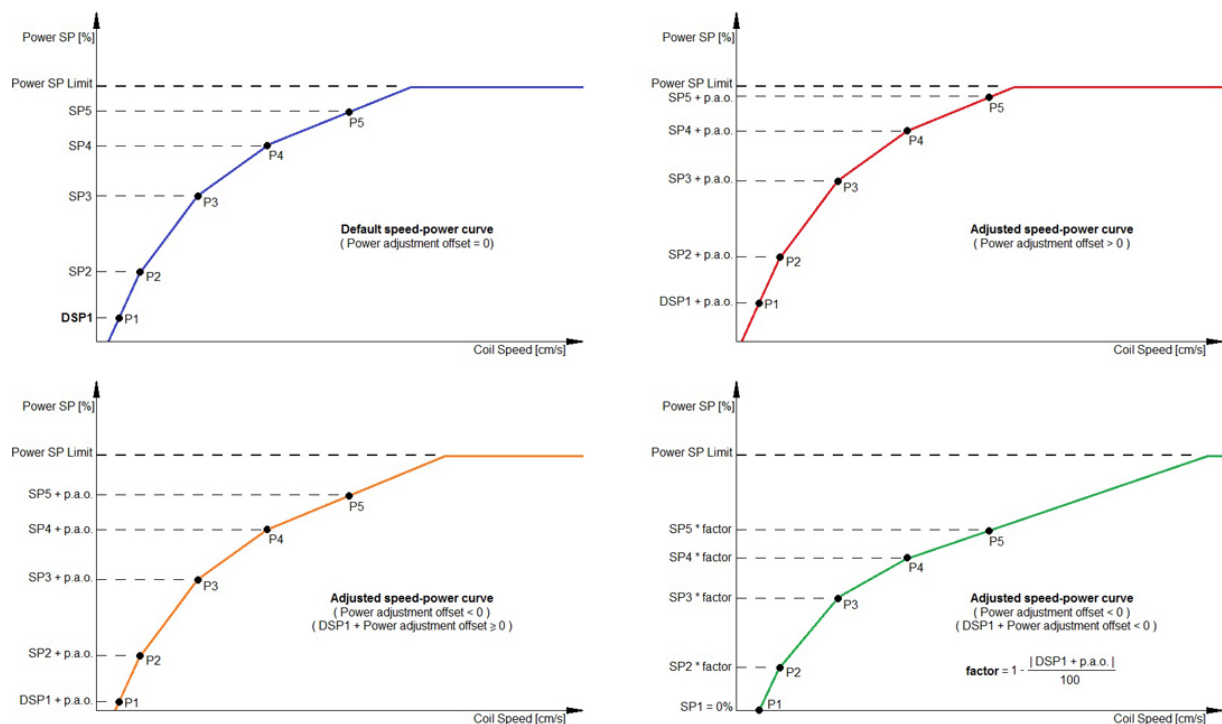 Power SP [%]
Power SP Limit
SP5
SP4
SP3
SP2
DSP1
P1
P2
P3
P4
P5
Default speed-power curve
( Power adjustment offset = 0)
Coil Speed [cm/s]
Power SP [%]
Power SP Limit
SP5 + p.a.o.
SP4 + p.a.o.
SP3 + p.a.o.
SP2 + p.a.o.
DSP1 + p.a.o.
P1
P2
P3
P4
P5
Adjusted speed-power curve
( Power adjustment offset > 0 )
Coil Speed [cm/s]
Power SP [%]
Power SP Limit
SP5 + p.a.o.
SP4 + p.a.o.
SP3 + p.a.o.
SP2 + p.a.o.
DSP1 + p.a.o.
P1
P2
P3
P4
P5
Adjusted speed-power curve
( Power adjustment offset < 0 )
( DSP1 + Power adjustment offset ≥ 0 )
Power SP [%]
Power SP Limit
SP5 * factor
SP4 * factor
SP3 * factor
SP2 * factor
SP1 = 0%
P1
P2
P3
P4
P5
Adjusted speed-power curve
( Power adjustment offset < 0 )
( DSP1 + Power adjustment offset < 0 )
factor = 1 - | DSP1 + p.a.o. |
100